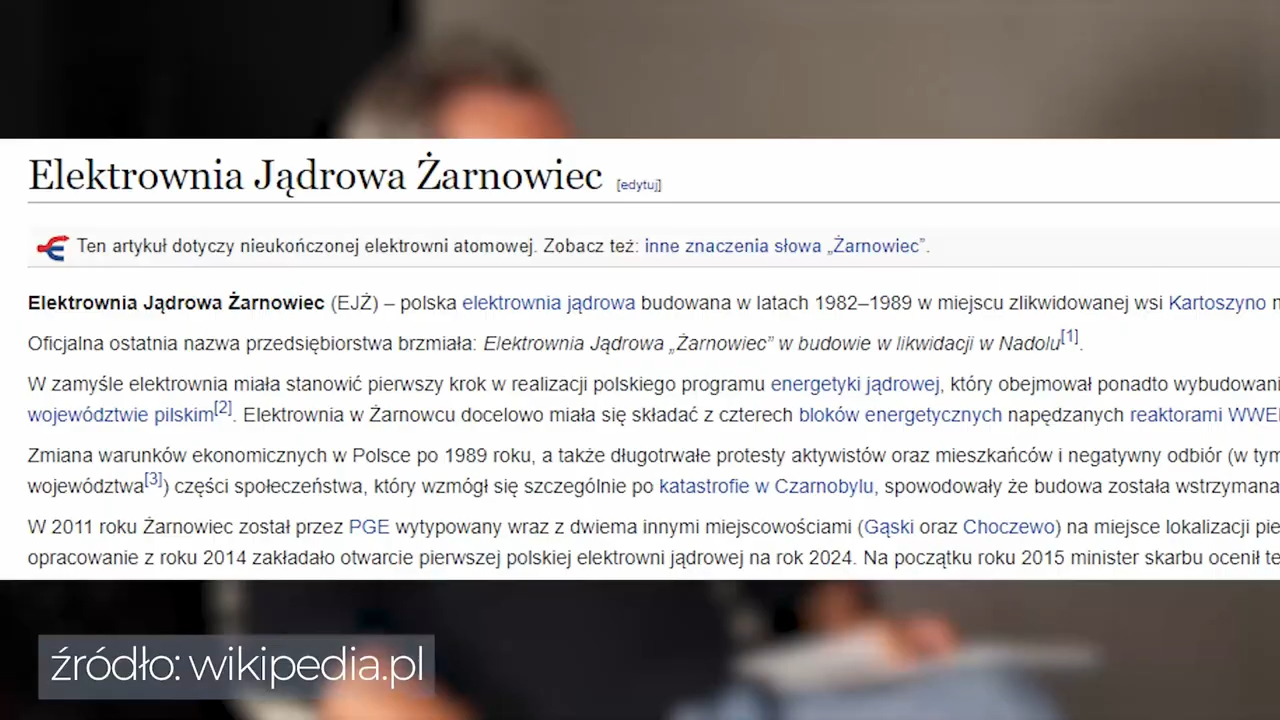 Elektrownia Jądrowa Żarnowiec [edytuj]
Ten artykuł dotyczy nieukończonej elektrowni atomowej. Zobacz też: inne znaczenia słowa „Żarnowiec”.
Elektrownia Jądrowa Żarnowiec (EJŻ) – polska elektrownia jądrowa budowana w latach 1982–1989 w miejscu zlikwidowanej wsi Kartoszyno
Oficjalna ostatnia nazwa przedsiębiorstwa brzmiała: Elektrownia Jądrowa „Żarnowiec” w budowie w likwidacji w Nadolu[1].
W zamyśle elektrownia miała stanowić pierwszy krok w realizacji polskiego programu energetyki jądrowej, który obejmował ponadto
województwie pilskim[2]. Elektrownia w Żarnowcu docelowo miała się składać z czterech bloków energetycznych napędzanych reaktorami
Zmiana warunków ekonomicznych w Polsce po 1989 roku, a także długotrwałe protesty aktywistów oraz mieszkańców i negatywny odbiór (w
województwa[3]) części społeczeństwa, który wzmógł się szczególnie po katastrofie w Czarnobylu, spowodowały że budowa została wstrzymana
W 2011 roku Żarnowiec został przez PGE wytypowany wraz z dwiema innymi miejscowościami (Gąski oraz Choczewo) na miejsce lokalizacji
opracowanie z roku 2014 zakładało otwarcie pierwszej polskiej elektrowni jądrowej na rok 2024. Na początku roku 2015 minister skarbu ocenił
źródło: wikipedia.pl